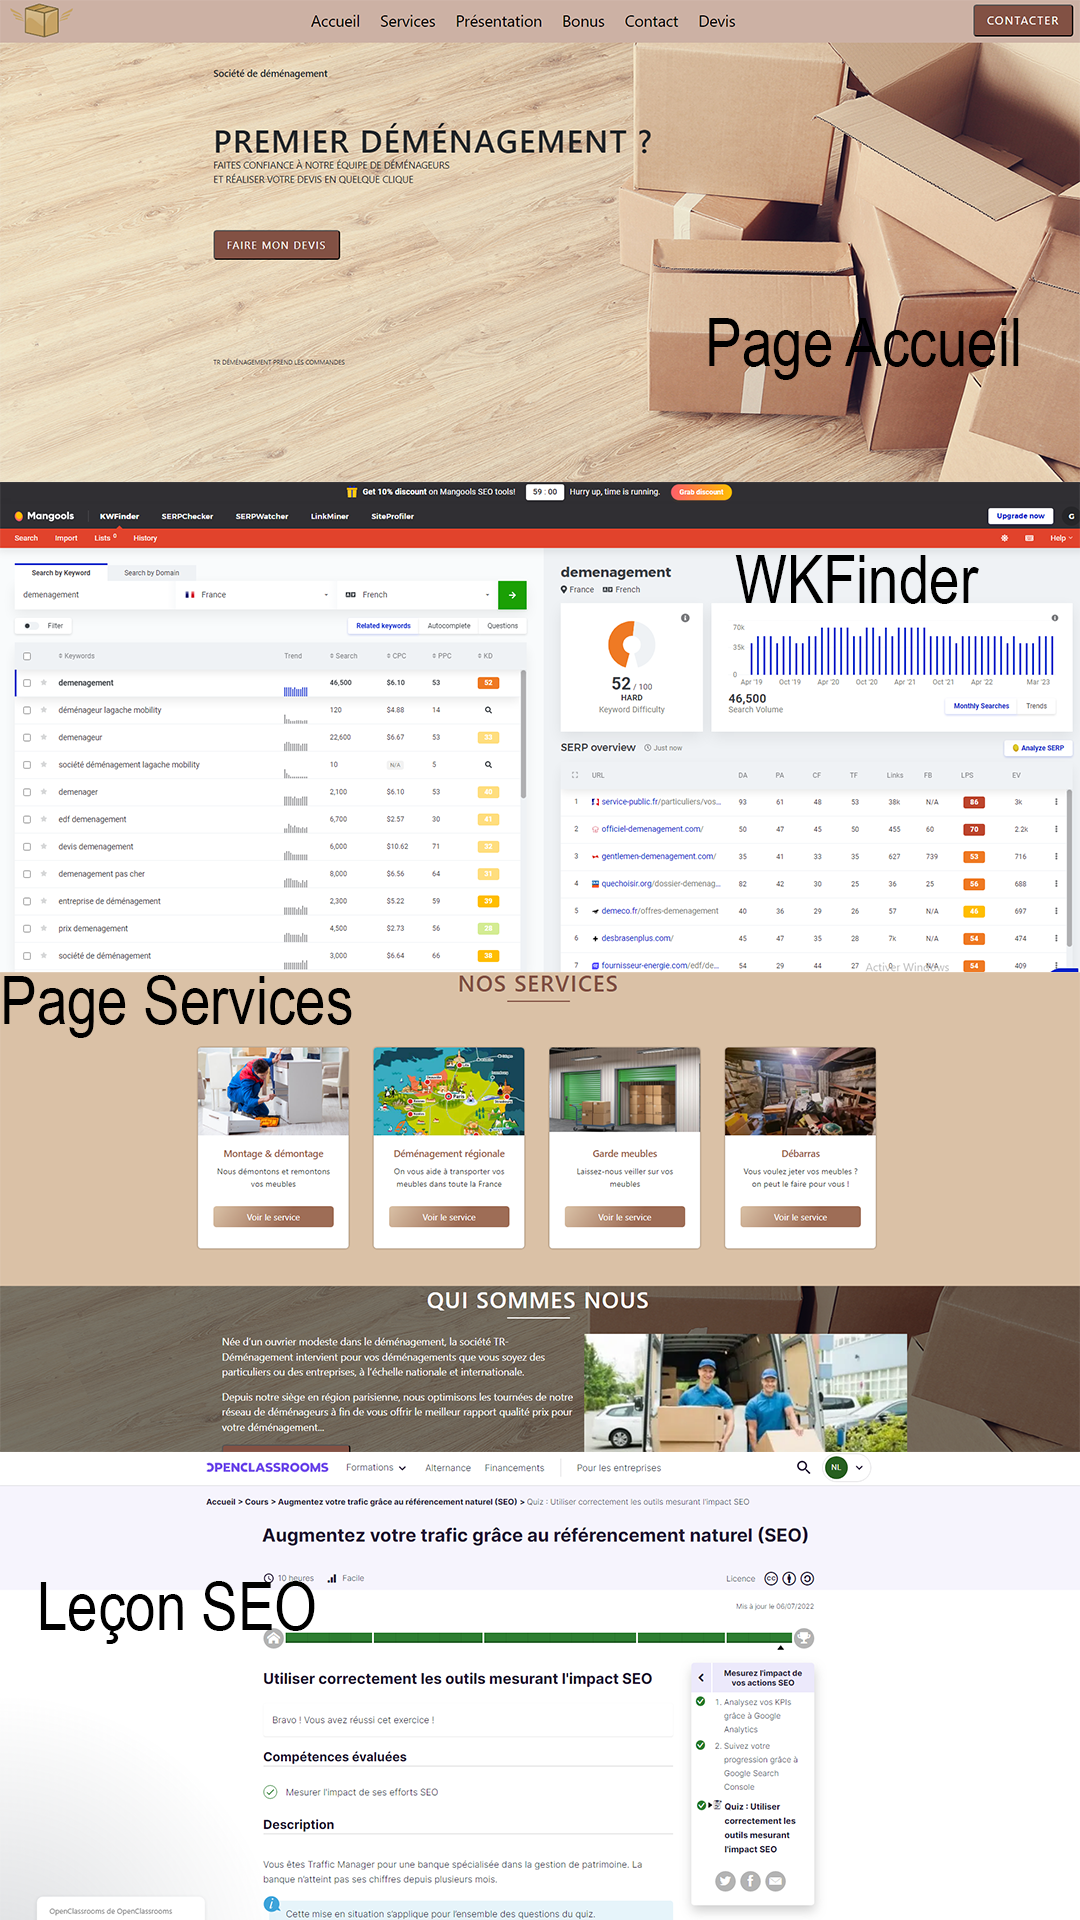 Accueil Services Présentation Bonus Contact Devis CONTACTER
Société de déménagement
PREMIER DÉMÉNAGEMENT ?
FAITES CONFIANCE À NOTRE ÉQUIPE DE DÉMÉNAGEURS
ET RÉALISER VOTRE DEVIS EN QUELQUE CLIQUE
FAIRE MON DEVIS
Page Accueil
TR DÉMÉNAGEMENT PREND LES COMMANDES
Get 10% discount on Mangools SEO tools! 59 : 00 Hurry up, time is running. Grab discount
Mangools KWFinder SERPChecker SERPWatcher LinkMiner SiteProfiler Upgrade now G
Search Import Lists 0 History Help
WKFinder
Search by Keyword Search by Domain
demenagement France French
Filter Related keywords Autocomplete Questions
Keywords Trend Search CPC PPC KD
demenagement 46,500 $6.10 53 52
déménageur lagache mobility 120 $4.88 14
demenageur 22,600 $6.67 53 33
société déménagement lagache mobility 10 N/A 5
demenager 2,100 $6.10 53 40
edf demenagement 6,700 $2.57 30 41
devis demenagement 6,000 $10.62 71 32
demenagement pas cher 8,000 $6.56 64 31
entreprise de déménagement 2,300 $5.22 59 39
prix demenagement 4,500 $2.73 56 28
société de déménagement 3,000 $6.64 66 38
demenagement
France French
52 / 100
HARD
Keyword Difficulty
70k
35k
0
Apr '19 Oct '19 Apr '20 Oct '20 Apr '21 Oct '21 Apr '22 Mar '23
46,500
Search Volume
Monthly Searches Trends
SERP overview Just now Analyze SERP
URL DA PA CF TF Links FB LPS EV
1 service-public.fr/particuliers/vos... 93 61 48 53 38k N/A 86 3k
2 officiel-demenagement.com/ 50 47 45 50 455 60 70 2.2k
3 gentlemen-demenagement.com/ 35 41 33 35 627 739 53 716
4 quechoisir.org/dossier-demenag... 82 42 30 25 36 25 56 688
5 demeco.fr/offres-demenagement 40 36 29 26 57 N/A 46 697
6 desbrasenplus.com/ 45 47 35 28 7k N/A 54 474
7 fournisseur-energie.com/edf/de... 54 29 44 27 0 N/A 54 409
Activer Windows
Page Services
NOS SERVICES
Montage & démontage
Nous démontons et remontons
vos meubles
Voir le service
Déménagement régionale
On vous aide à transporter vos
meubles dans toute la France
Voir le service
Garde meubles
Laissez-nous veiller sur vos
meubles
Voir le service
Débarras
Vous voulez jeter vos meubles ?
on peut le faire pour vous !
Voir le service
QUI SOMMES NOUS
Née d'un ouvrier modeste dans le déménagement, la société TR-
Déménagement intervient pour vos déménagements que vous soyez des
particuliers ou des entreprises, à l'échelle nationale et internationale.
Depuis notre siège en région parisienne, nous optimisons les tournées de notre
réseau de déménageurs à fin de vous offrir le meilleur rapport qualité prix pour
votre déménagement...
OPENCLASSROOMS Formations Alternance Financements Pour les entreprises NL
Accueil > Cours > Augmentez votre trafic grâce au référencement naturel (SEO) > Quiz : Utiliser correctement les outils mesurant l'impact SEO
Augmentez votre trafic grâce au référencement naturel (SEO)
10 heures Facile Licence
Leçon SEO
Mis à jour le 06/07/2022
Utiliser correctement les outils mesurant l'impact SEO
Bravo ! Vous avez réussi cet exercice !
Compétences évaluées
Mesurer l'impact de ses efforts SEO
Description
Vous êtes Traffic Manager pour une banque spécialisée dans la gestion de patrimoine. La
banque n'atteint pas ses chiffres depuis plusieurs mois.
Cette mise en situation s'applique pour l'ensemble des questions du quiz.
Mesurez l'impact de
vos actions SEO
1. Analysez vos KPIs
grâce à Google
Analytics
2. Suivez votre
progression grâce à
Google Search
Console
Quiz : Utiliser
correctement les
outils mesurant
l'impact SEO
OpenClassrooms de OpenClassrooms